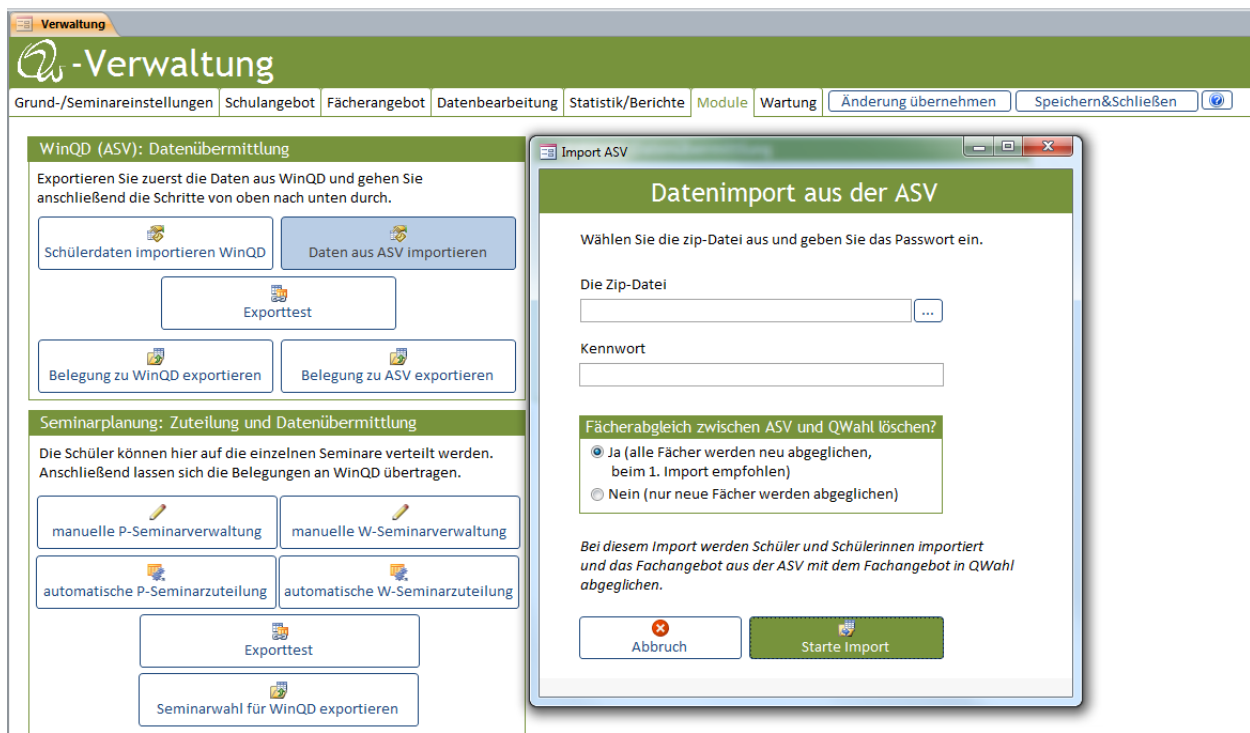 Verwaltung
Qw-Verwaltung
Grund-/Seminareinstellungen Schulangebot Fächerangebot Datenbearbeitung Statistik/Berichte Module Wartung Änderung übernehmen Speichern&Schließen
WinQD (ASV): Datenübermittlung
Exportieren Sie zuerst die Daten aus WinQD und gehen Sie
anschließend die Schritte von oben nach unten durch.
Schülerdaten importieren WinQD
Daten aus ASV importieren
Exporttest
Belegung zu WinQD exportieren
Belegung zu ASV exportieren
Seminarplanung: Zuteilung und Datenübermittlung
Die Schüler können hier auf die einzelnen Seminare verteilt werden.
Anschließend lassen sich die Belegungen an WinQD übertragen.
manuelle P-Seminarverwaltung
manuelle W-Seminarverwaltung
automatische P-Seminarzuteilung
automatische W-Seminarzuteilung
Exporttest
Seminarwahl für WinQD exportieren
Import ASV
Datenimport aus der ASV
Wählen Sie die zip-Datei aus und geben Sie das Passwort ein.
Die Zip-Datei
...
Kennwort
Fächerabgleich zwischen ASV und QWahl löschen?
Ja (alle Fächer werden neu abgeglichen,
beim 1. Import empfohlen)
Nein (nur neue Fächer werden abgeglichen)
Bei diesem Import werden Schüler und Schülerinnen importiert
und das Fachangebot aus der ASV mit dem Fachangebot in QWahl
abgeglichen.
Abbruch
Starte Import